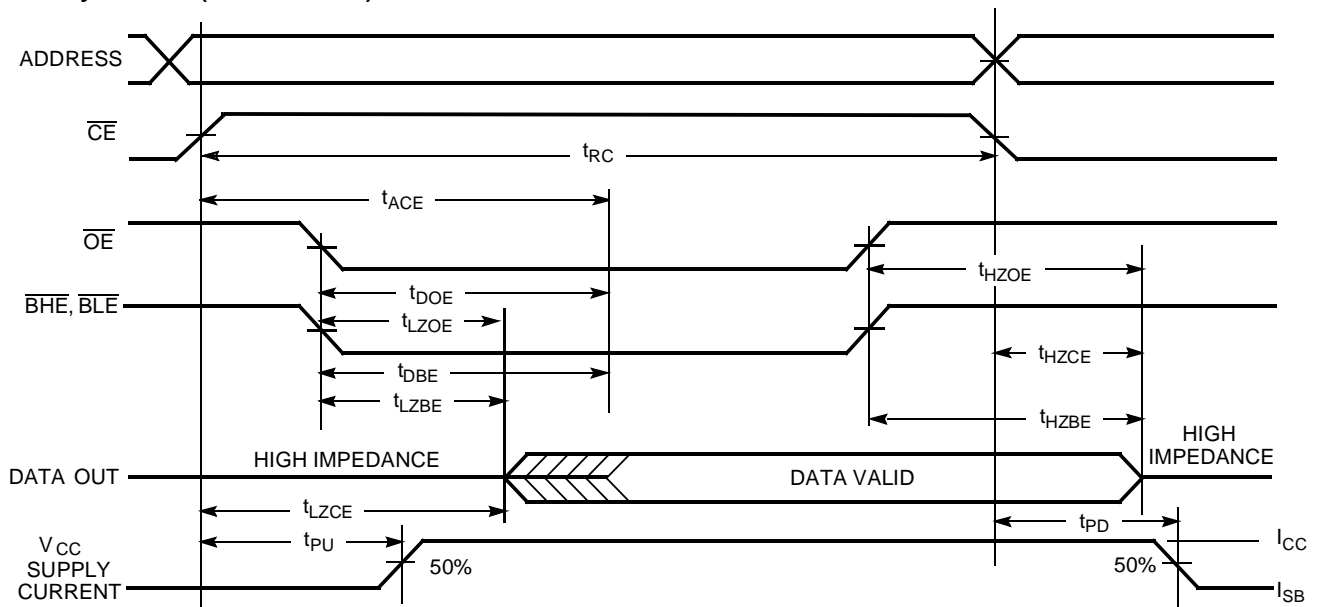 ADDRESS
CE
tRC
tACE
OE
tHZOE
tDOE
BHE, BLE
tLZOE
tHZCE
tDBE
tLZBE
tHZBE
HIGH IMPEDANCE
HIGH
IMPEDANCE
DATA OUT
DATA VALID
tLZCE
tPD
VCC
SUPPLY
CURRENT
tPU
50%
50%
ICC
ISB